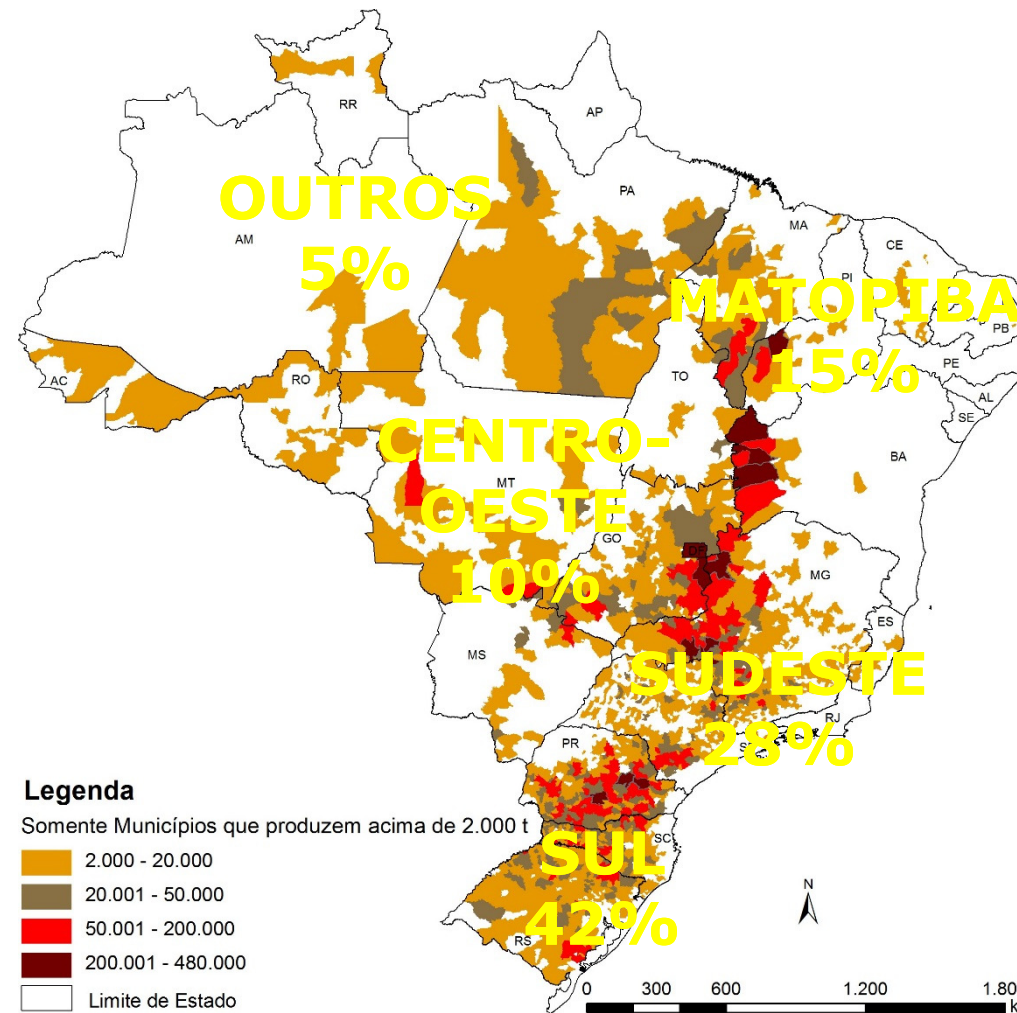 RR
AP
OUTROS
5%
AM
PA
MA
CE
PI
MATOPIBA
15%
PB
PE
AL
SE
AC
RO
TO
BA
CENTRO-
OESTE
10%
MT
GO
DF
MG
ES
MS
SUDESTE
28%
RJ
PR
SUL
42%
SC
RS
N
Legenda
Somente Municípios que produzem acima de 2.000 t
2.000 - 20.000
20.001 - 50.000
50.001 - 200.000
200.001 - 480.000
Limite de Estado
0 300 600 1.200 1.80
k